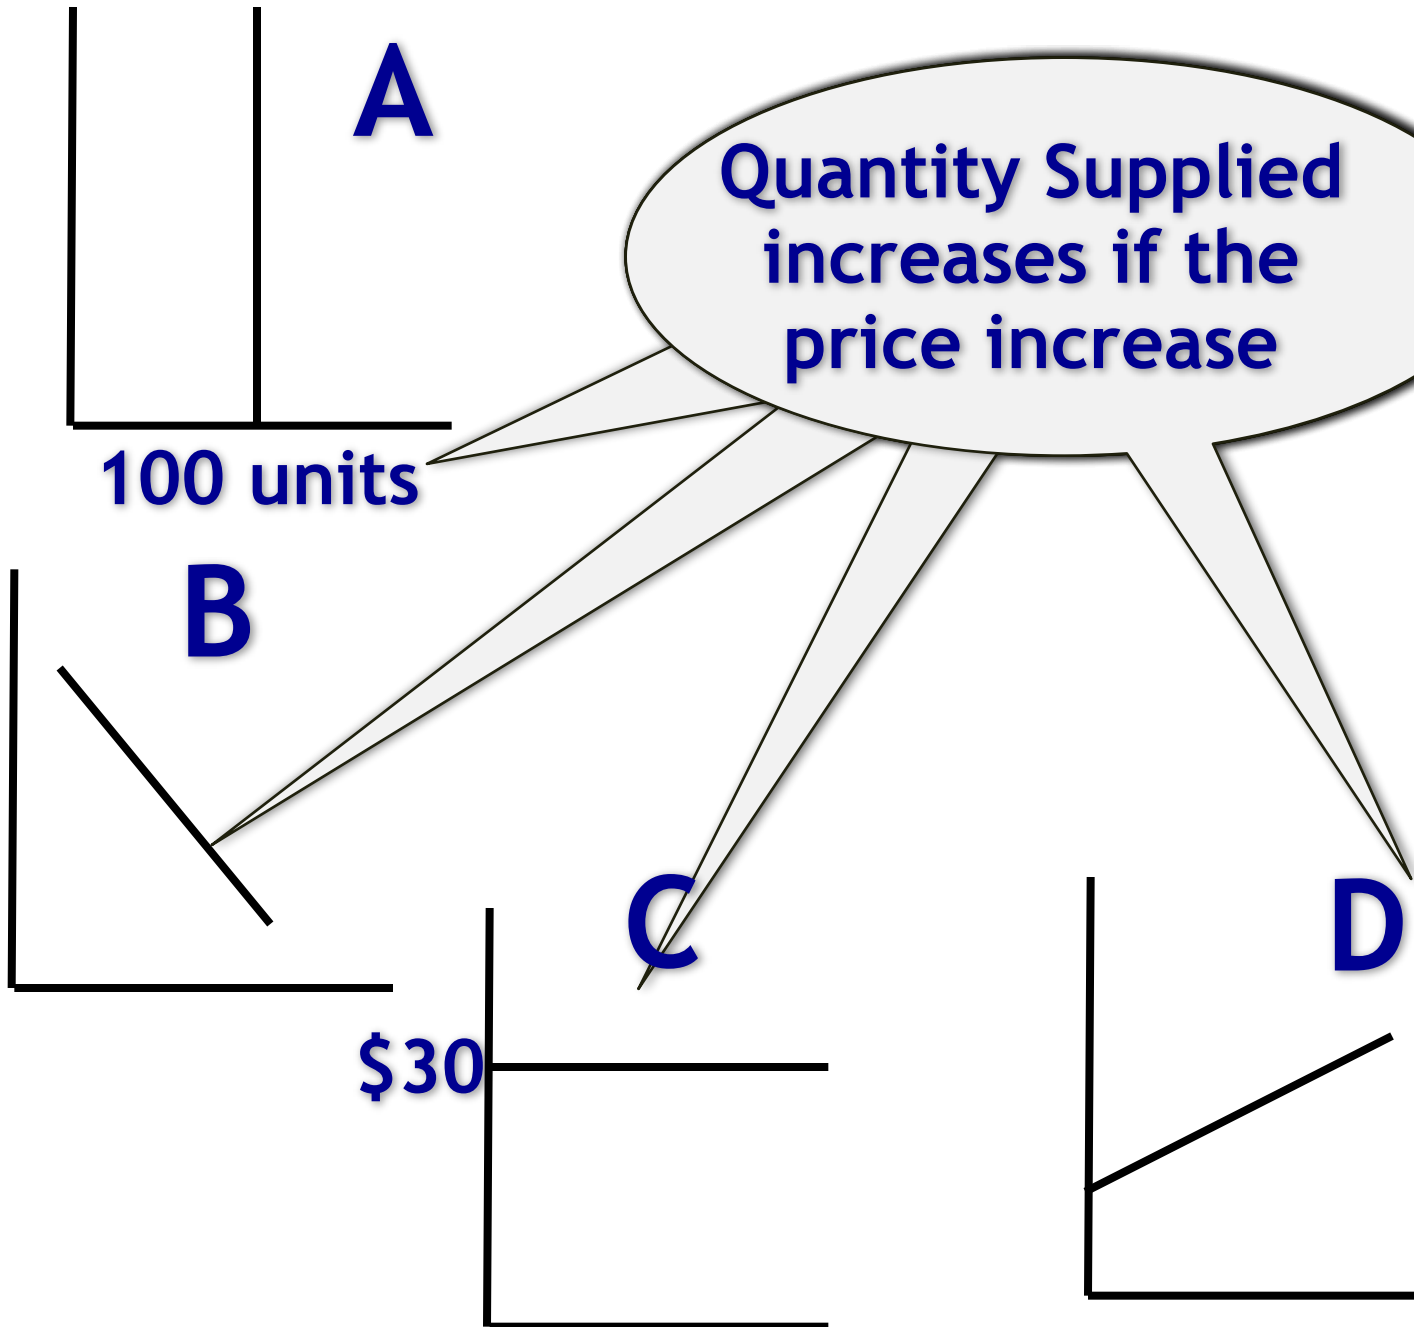 A
Quantity Supplied
increases if the
price increase
100 units
B
C
D
$30